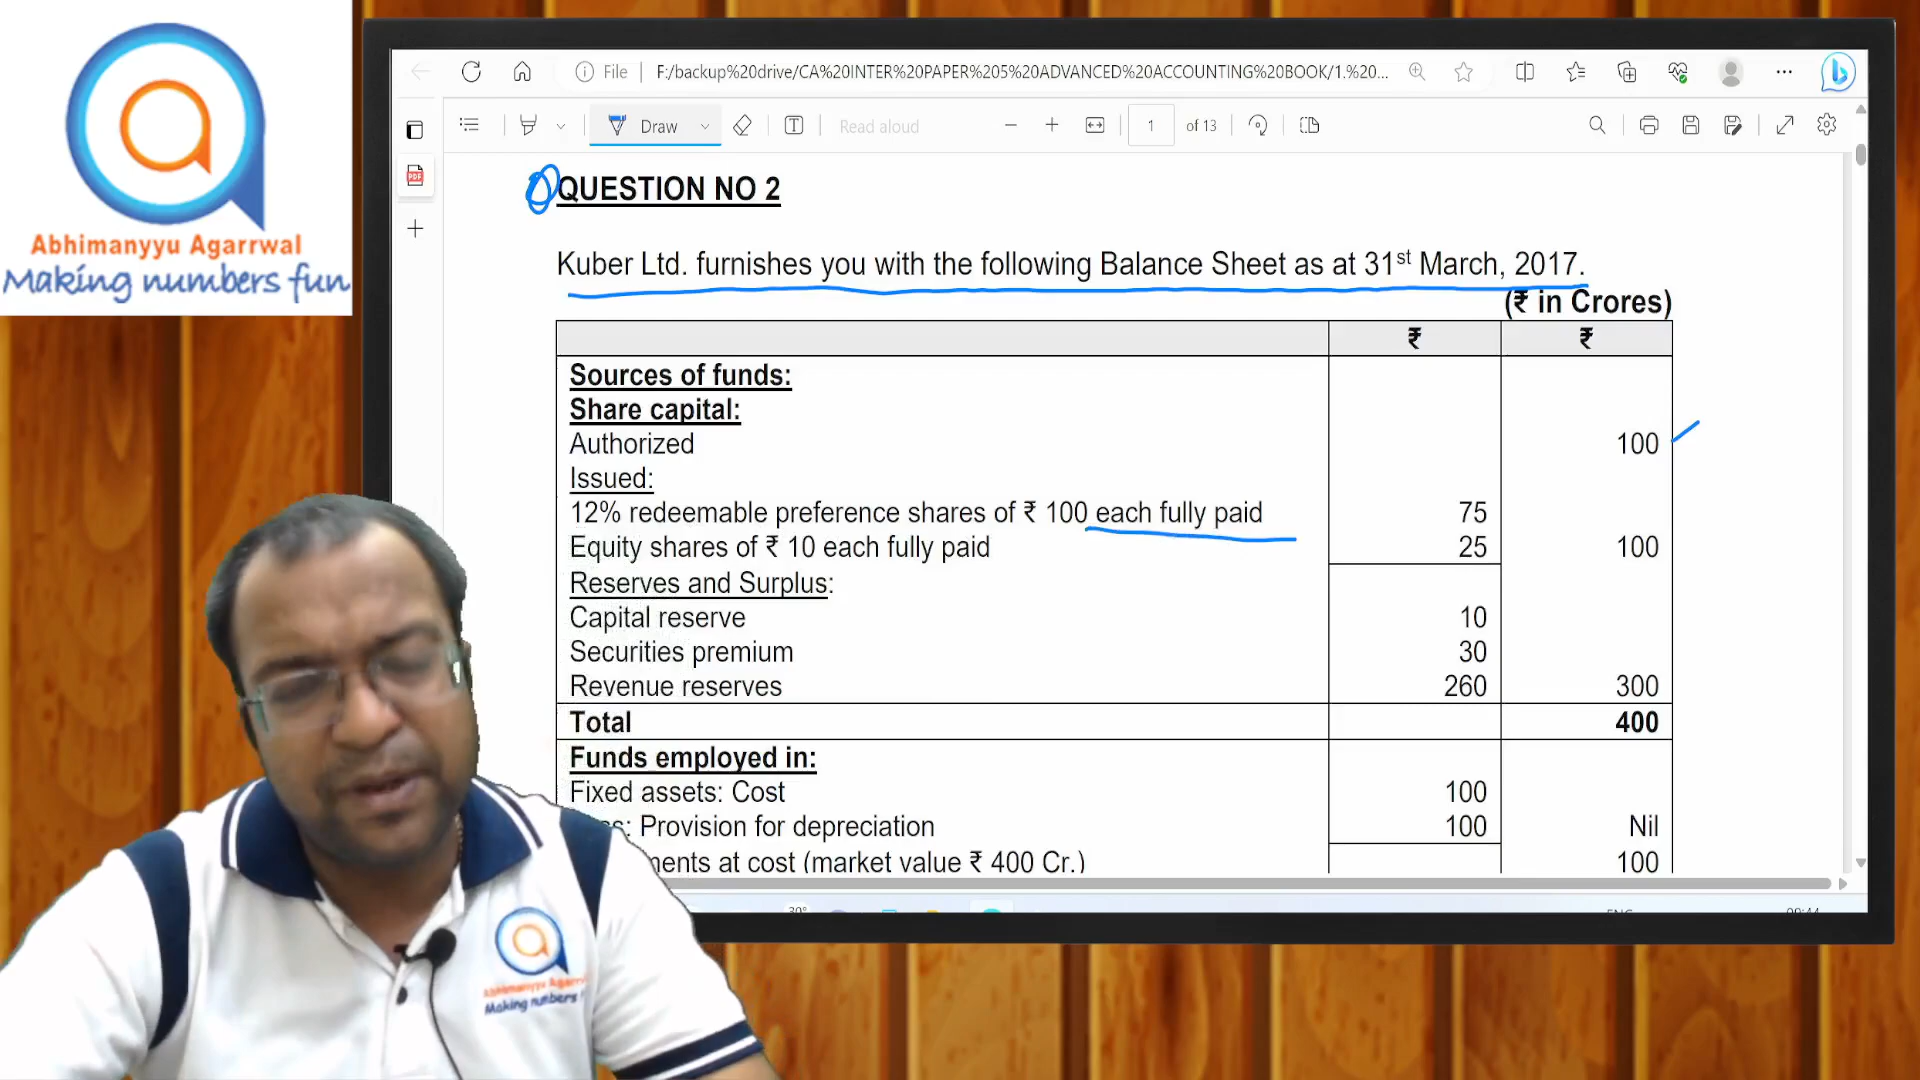 Abhimanyyu Agarrwal
Making numbers fun
File F:/backup%20drive/CA%20INTER%20PAPER%205%20ADVANCED%20ACCOUNTING%20BOOK/1.%20...
Draw Read aloud 1 of 13
QUESTION NO 2
Kuber Ltd. furnishes you with the following Balance Sheet as at 31st March, 2017.
(₹ in Crores)
₹ ₹
Sources of funds:
Share capital:
Authorized 100
Issued:
12% redeemable preference shares of ₹ 100 each fully paid 75
Equity shares of ₹ 10 each fully paid 25 100
Reserves and Surplus:
Capital reserve 10
Securities premium 30
Revenue reserves 260 300
Total 400
Funds employed in:
Fixed assets: Cost 100
: Provision for depreciation 100 Nil
at cost (market value ₹ 400 Cr.) 100
Making numbers